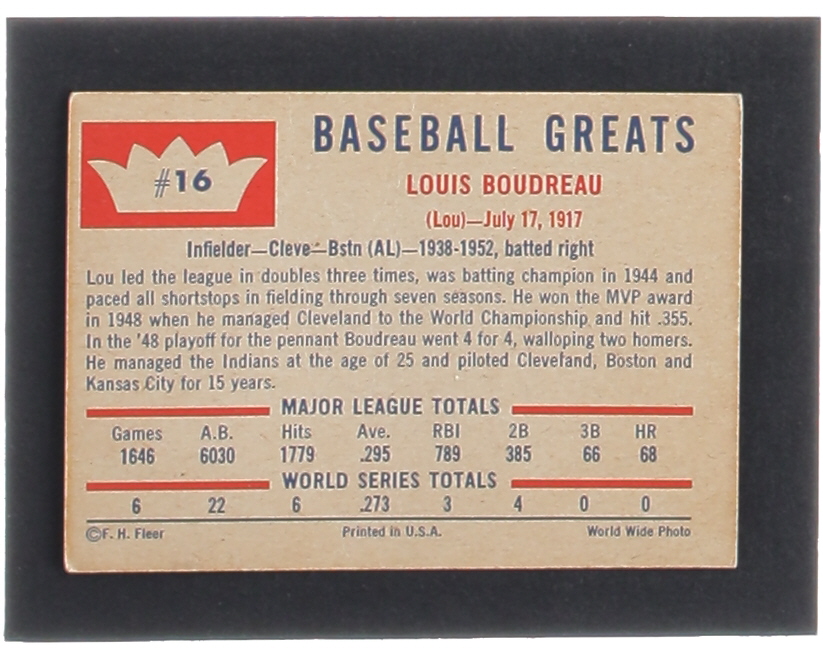 #16
BASEBALL GREATS
LOUIS BOUDREAU
(Lou)—July 17, 1917
Infielder—Cleve—Bstn (AL)—1938-1952, batted right
Lou led the league in doubles three times, was batting champion in 1944 and
paced all shortstops in fielding through seven seasons. He won the MVP award
in 1948 when he managed Cleveland to the World Championship and hit .355.
In the '48 playoff for the pennant Boudreau went 4 for 4, walloping two homers.
He managed the Indians at the age of 25 and piloted Cleveland, Boston and
Kansas City for 15 years.
MAJOR LEAGUE TOTALS
Games A.B. Hits Ave. RBI 2B 3B HR
1646 6030 1779 .295 789 385 66 68
WORLD SERIES TOTALS
6 22 6 .273 3 4 0 0
©F. H. Fleer Printed in U.S.A. World Wide Photo